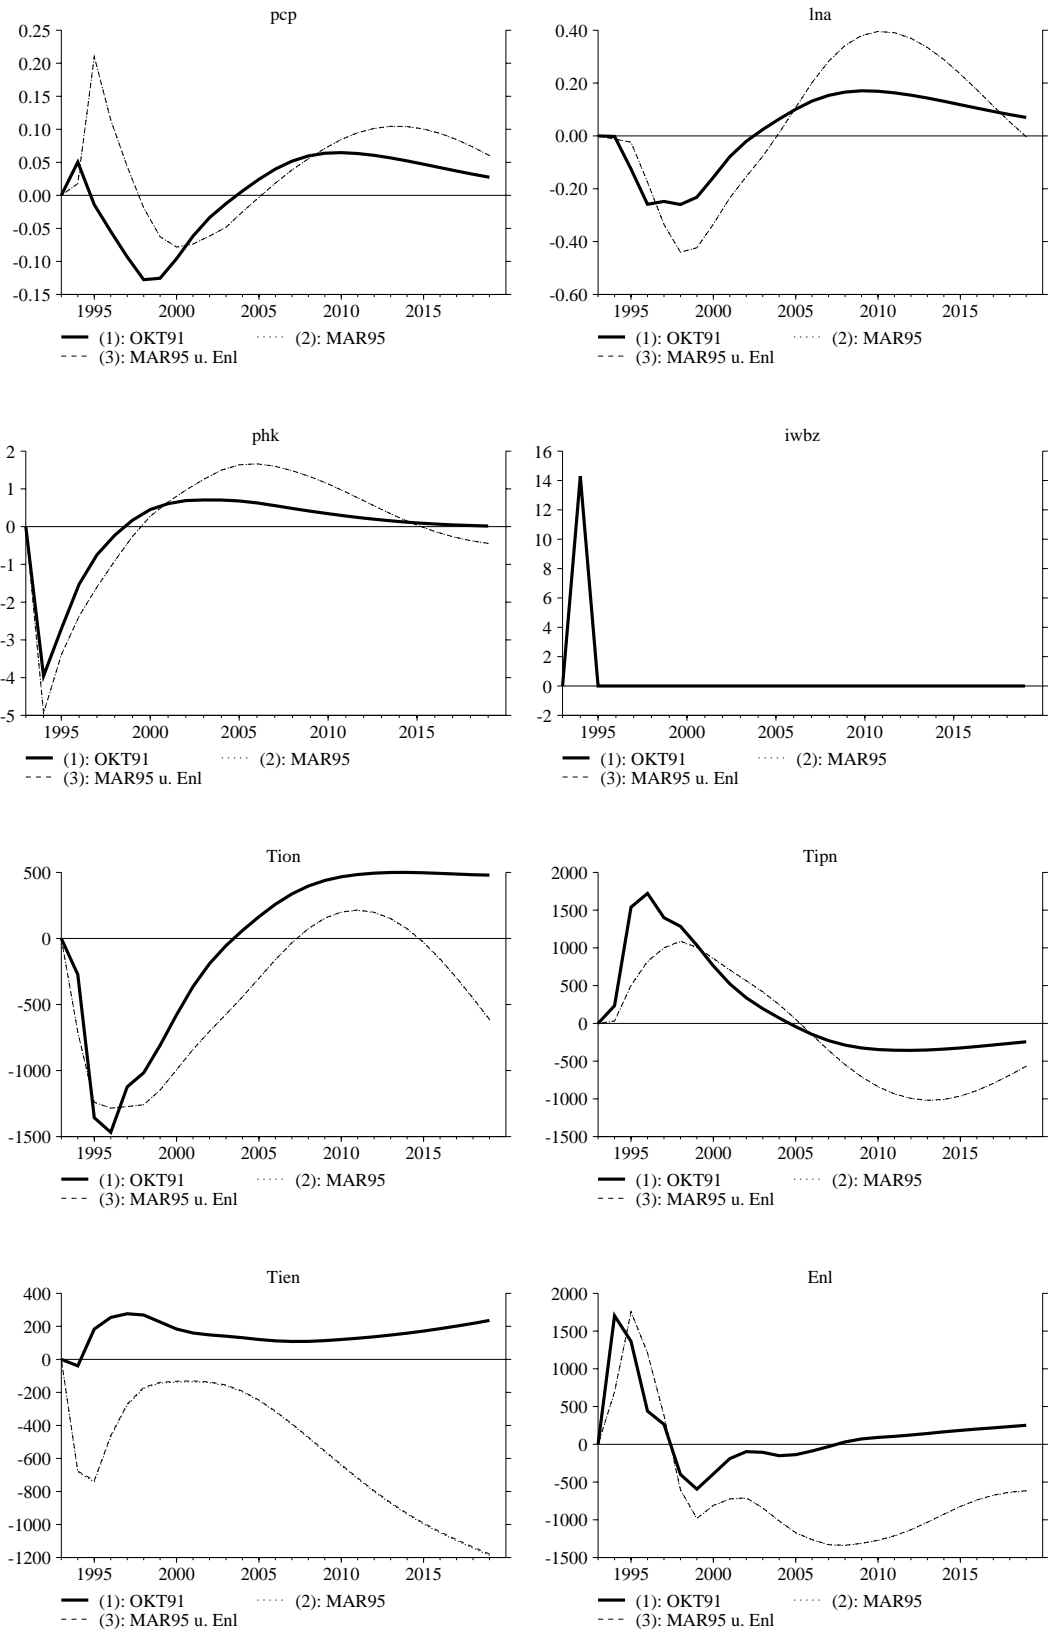 pcp
0.25
0.20
0.15
0.10
0.05
0.00
-0.05
-0.10
-0.15
1995 2000 2005 2010 2015
(1): OKT91 (2): MAR95
(3): MAR95 u. Enl
lna
0.40
0.20
0.00
-0.20
-0.40
-0.60
1995 2000 2005 2010 2015
(1): OKT91 (2): MAR95
(3): MAR95 u. Enl
phk
2
1
0
-1
-2
-3
-4
-5
1995 2000 2005 2010 2015
(1): OKT91 (2): MAR95
(3): MAR95 u. Enl
iwbz
16
14
12
10
8
6
4
2
0
-2
1995 2000 2005 2010 2015
(1): OKT91 (2): MAR95
(3): MAR95 u. Enl
Tion
500
0
-500
-1000
-1500
1995 2000 2005 2010 2015
(1): OKT91 (2): MAR95
(3): MAR95 u. Enl
Tipn
2000
1500
1000
500
0
-500
-1000
-1500
1995 2000 2005 2010 2015
(1): OKT91 (2): MAR95
(3): MAR95 u. Enl
Tien
400
200
0
-200
-400
-600
-800
-1000
-1200
1995 2000 2005 2010 2015
(1): OKT91 (2): MAR95
(3): MAR95 u. Enl
Enl
2000
1500
1000
500
0
-500
-1000
-1500
1995 2000 2005 2010 2015
(1): OKT91 (2): MAR95
(3): MAR95 u. Enl